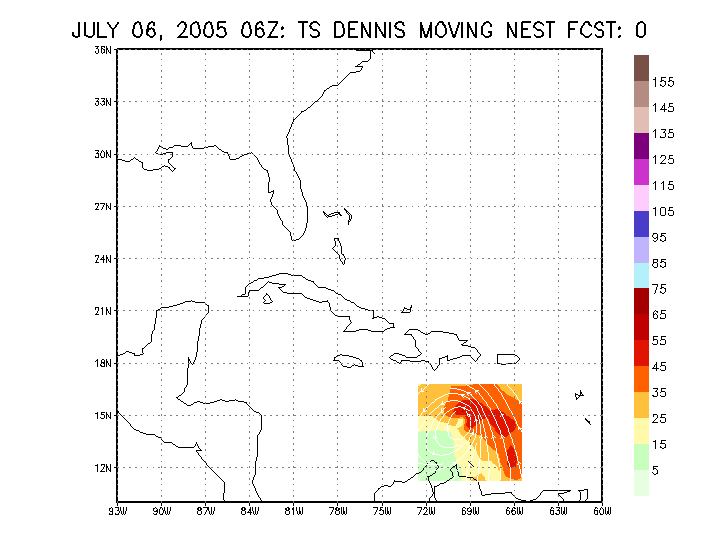 JULY 06, 2005 06Z: TS DENNIS MOVING NEST FCST: 0
36N
33N
30N
27N
24N
21N
18N
15N
12N
93W 90W 87W 84W 81W 78W 75W 72W 69W 66W 63W 60W
155
145
135
125
115
105
95
85
75
65
55
45
35
25
15
5